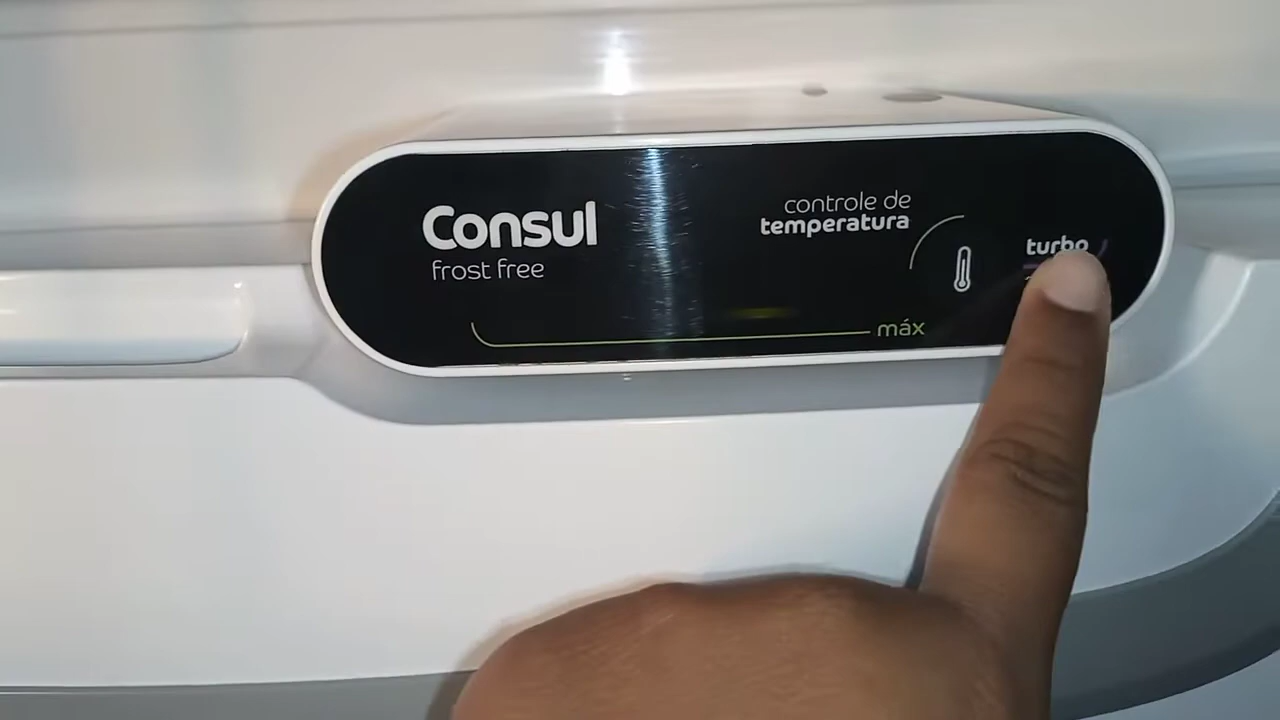 Consul
frost free
controle de
temperatura
turbo
máx